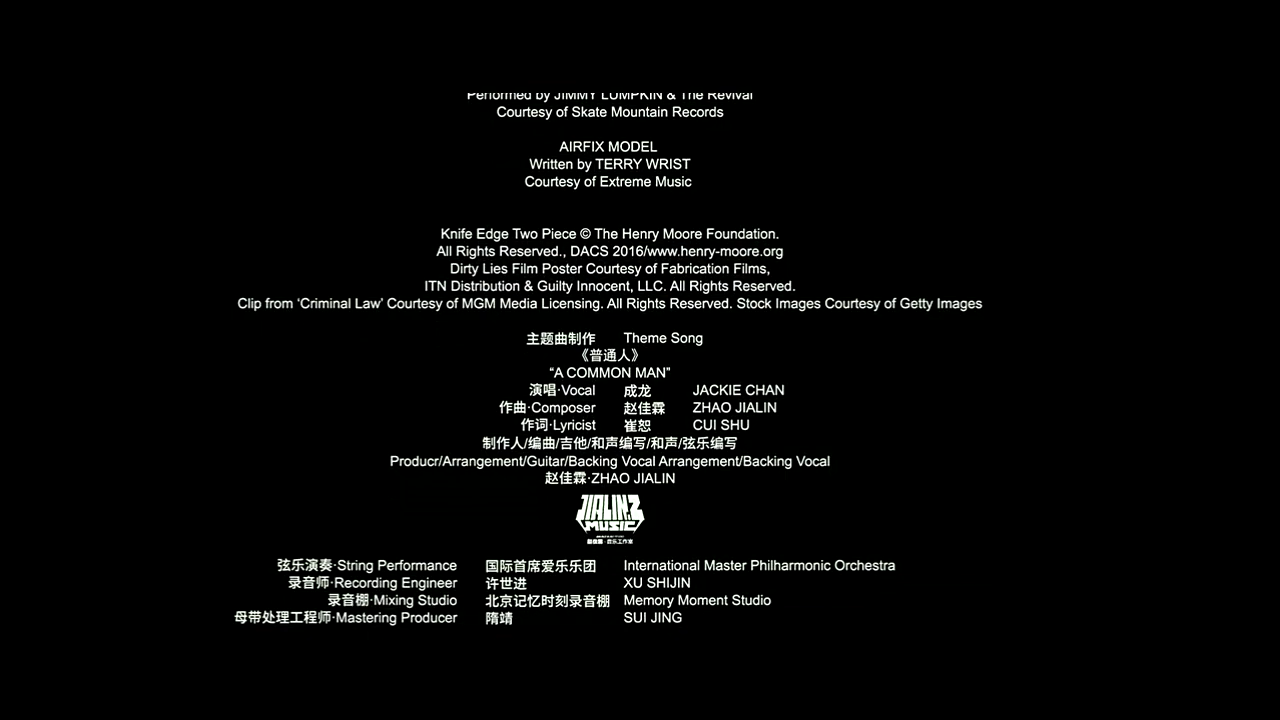 Performed by JIMMY LUMPKIN & The Revival
Courtesy of Skate Mountain Records
AIRFIX MODEL
Written by TERRY WRIST
Courtesy of Extreme Music
Knife Edge Two Piece © The Henry Moore Foundation.
All Rights Reserved., DACS 2016/www.henry-moore.org
Dirty Lies Film Poster Courtesy of Fabrication Films,
ITN Distribution & Guilty Innocent, LLC. All Rights Reserved.
Clip from ‘Criminal Law’ Courtesy of MGM Media Licensing. All Rights Reserved. Stock Images Courtesy of Getty Images
主题曲制作 Theme Song
《普通人》
“A COMMON MAN”
演唱·Vocal 成龙 JACKIE CHAN
作曲·Composer 赵佳霖 ZHAO JIALIN
作词·Lyricist 崔恕 CUI SHU
制作人/编曲/吉他/和声编写/和声/弦乐编写
Producr/Arrangement/Guitar/Backing Vocal Arrangement/Backing Vocal
赵佳霖·ZHAO JIALIN
JIALIN.Z
MUSIC
赵佳霖·音乐工作室
弦乐演奏·String Performance 国际首席爱乐乐团 International Master Philharmonic Orchestra
录音师·Recording Engineer 许世进 XU SHIJIN
录音棚·Mixing Studio 北京记忆时刻录音棚 Memory Moment Studio
母带处理工程师·Mastering Producer 隋靖 SUI JING